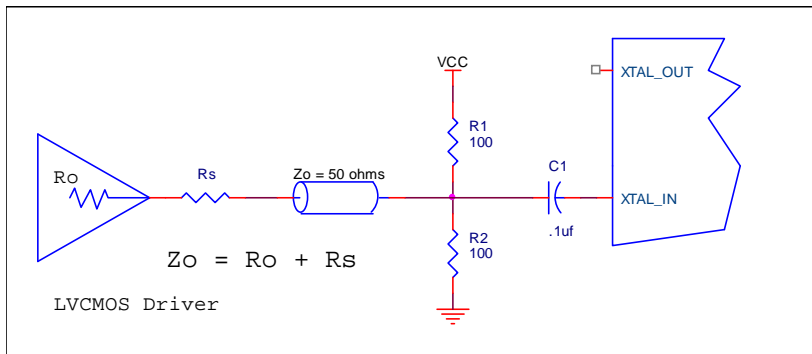 VCC
XTAL_OUT
R1
100
Ro
Rs
Zo = 50 ohms
C1
.1uf
XTAL_IN
R2
100
Zo = Ro + Rs
LVCMOS Driver